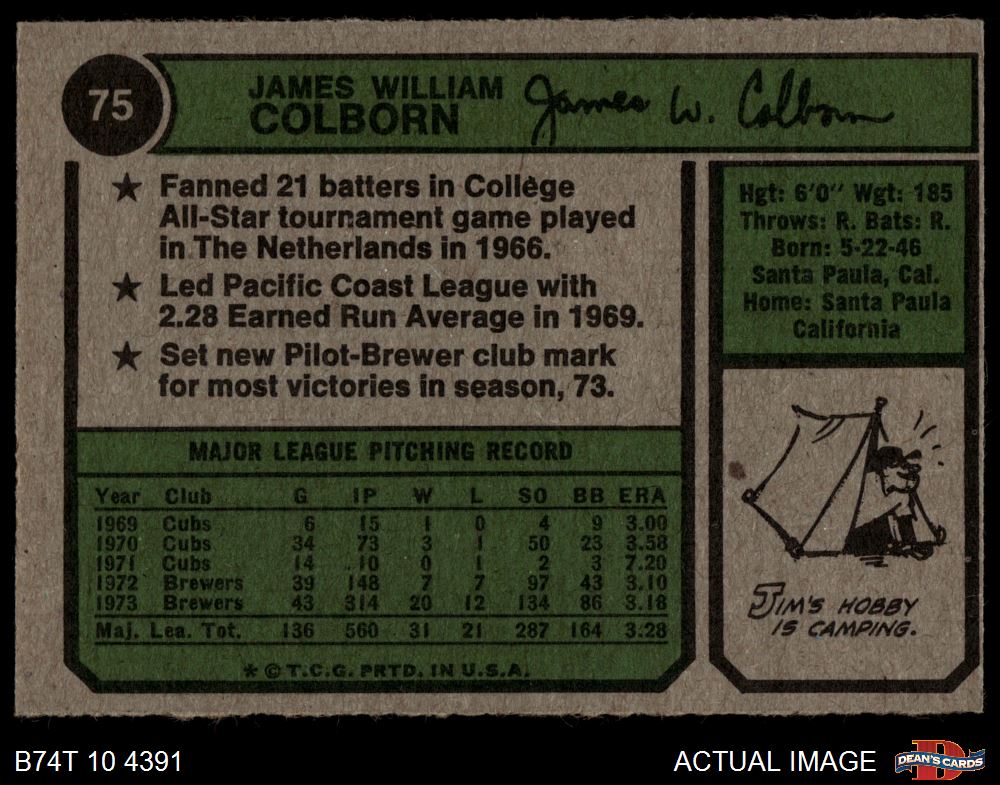 75
JAMES WILLIAM
COLBORN
James W. Colborn
★ Fanned 21 batters in College
All-Star tournament game played
in The Netherlands in 1966.
★ Led Pacific Coast League with
2.28 Earned Run Average in 1969.
★ Set new Pilot-Brewer club mark
for most victories in season, 73.
Hgt: 6'0" Wgt: 185
Throws: R. Bats: R.
Born: 5-22-46
Santa Paula, Cal.
Home: Santa Paula
California
MAJOR LEAGUE PITCHING RECORD
Year Club G IP W L SO BB ERA
1969 Cubs 6 15 1 0 4 9 3.00
1970 Cubs 34 73 3 1 50 23 3.58
1971 Cubs 14 10 0 1 2 3 7.20
1972 Brewers 39 148 7 7 97 43 3.10
1973 Brewers 43 314 20 12 134 86 3.18
Maj. Lea. Tot. 136 560 31 21 287 164 3.28
* © T.C.G. PRTD. IN U.S.A.
JIM'S HOBBY
IS CAMPING.
B74T 10 4391
ACTUAL IMAGE
DEAN'S CARDS